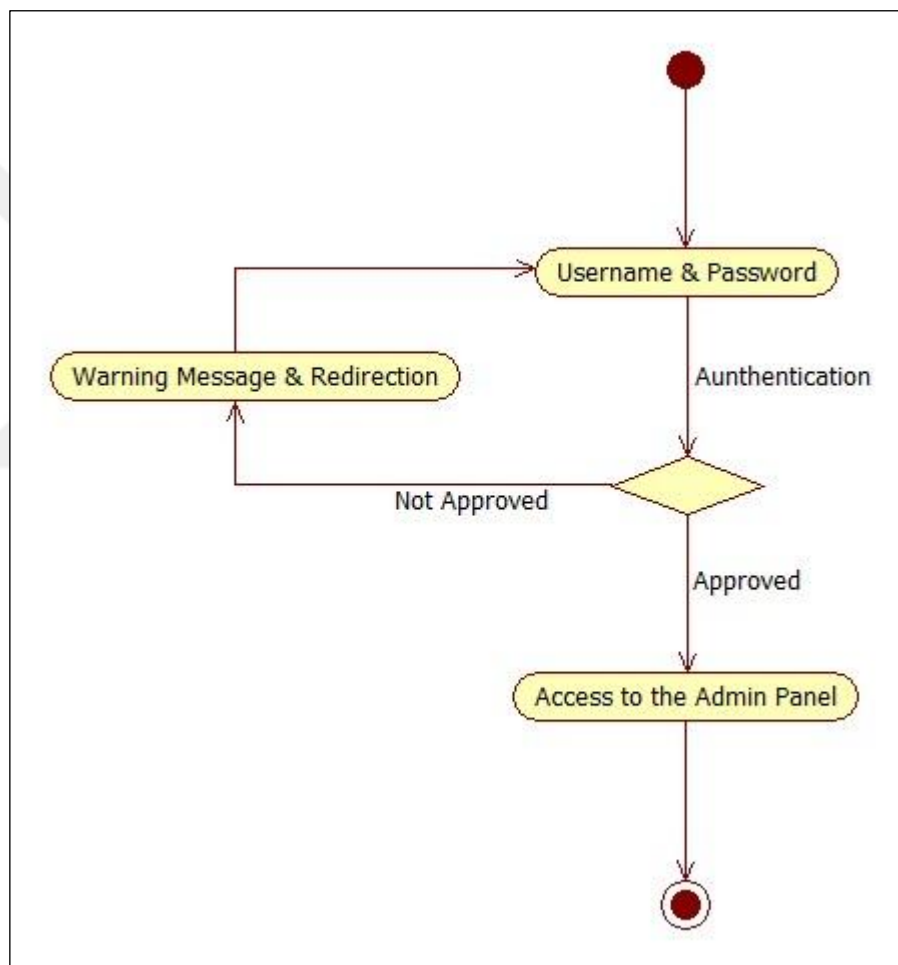 Username & Password
Warning Message & Redirection
Aunthentication
Not Approved
Approved
Access to the Admin Panel